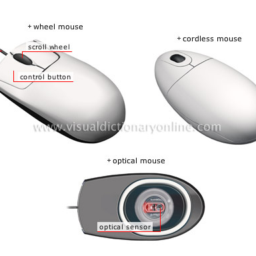 wheel mouse
scroll wheel
control button
cordless mouse
www.visualdictionaryonline.com
optical mouse
optical sensor